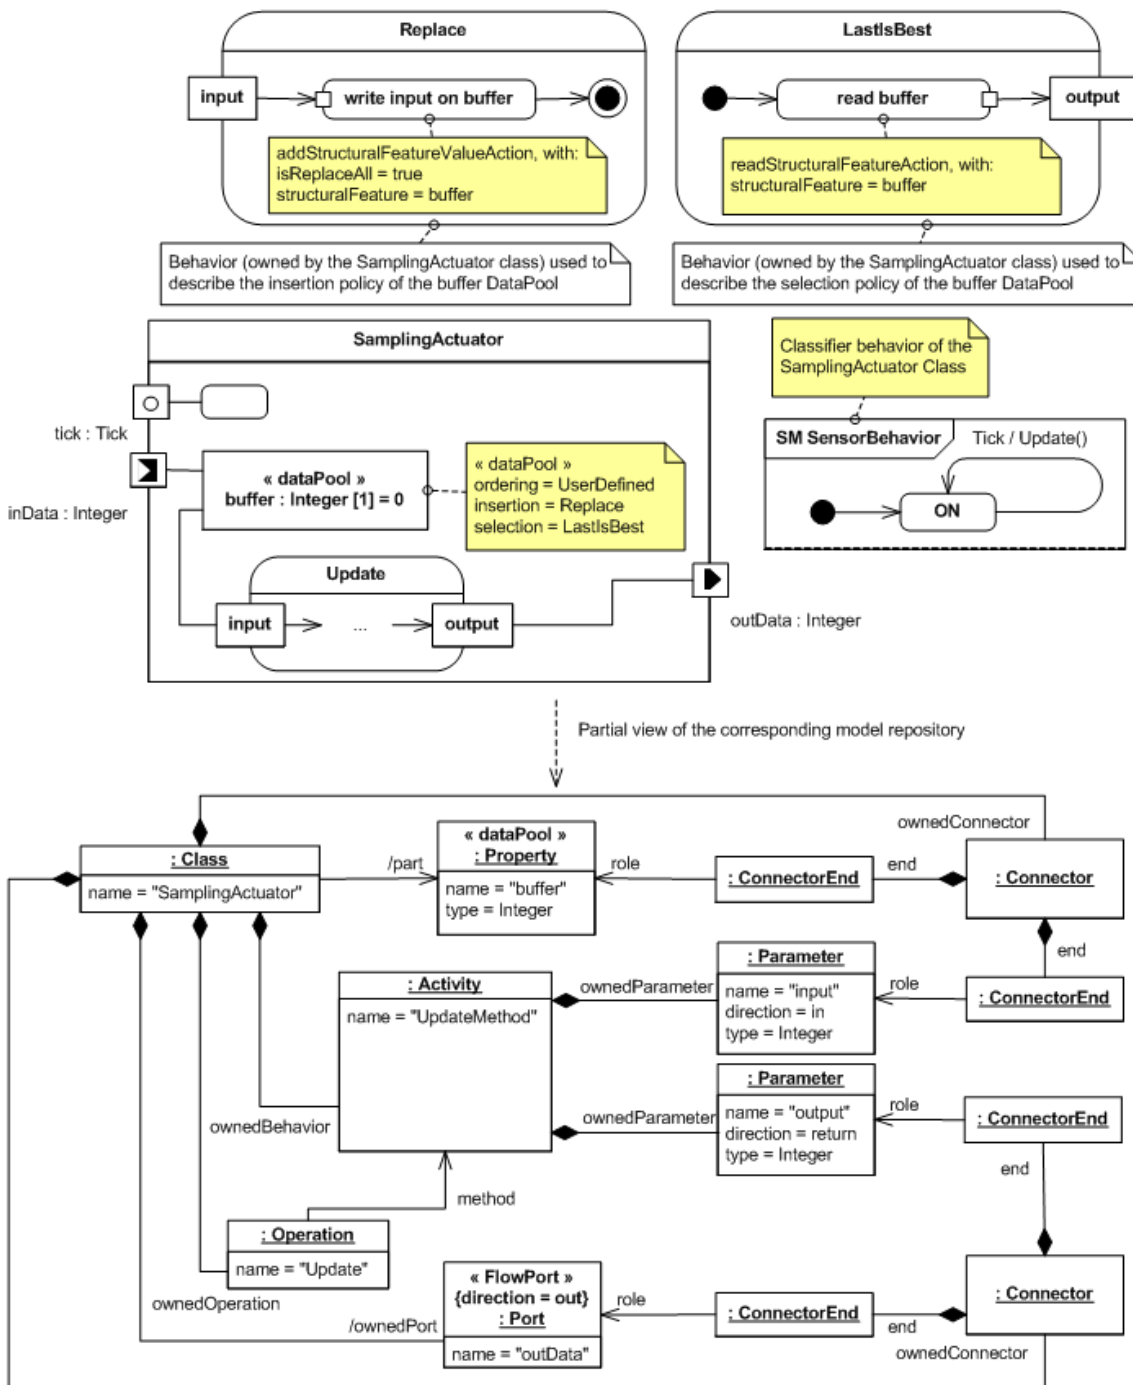 Replace
input
write input on buffer
addStructuralFeatureValueAction, with:
isReplaceAll = true
structuralFeature = buffer
Behavior (owned by the SamplingActuator class) used to
describe the insertion policy of the buffer DataPool
LastIsBest
read buffer
output
readStructuralFeatureAction, with:
structuralFeature = buffer
Behavior (owned by the SamplingActuator class) used to
describe the selection policy of the buffer DataPool
SamplingActuator
tick : Tick
inData : Integer
« dataPool »
buffer : Integer [1] = 0
« dataPool »
ordering = UserDefined
insertion = Replace
selection = LastIsBest
Update
input
...
output
outData : Integer
Classifier behavior of the
SamplingActuator Class
SM SensorBehavior
Tick / Update()
ON
Partial view of the corresponding model repository
: Class
name = "SamplingActuator"
/part
« dataPool »
: Property
name = "buffer"
type = Integer
role
: ConnectorEnd
end
ownedConnector
: Connector
end
: Activity
name = "UpdateMethod"
ownedParameter
: Parameter
name = "input"
direction = in
type = Integer
role
: ConnectorEnd
ownedParameter
: Parameter
name = "output"
direction = return
type = Integer
role
: ConnectorEnd
end
ownedBehavior
method
: Operation
name = "Update"
ownedOperation
/ownedPort
« FlowPort »
{direction = out}
: Port
name = "outData"
role
: ConnectorEnd
end
: Connector
ownedConnector